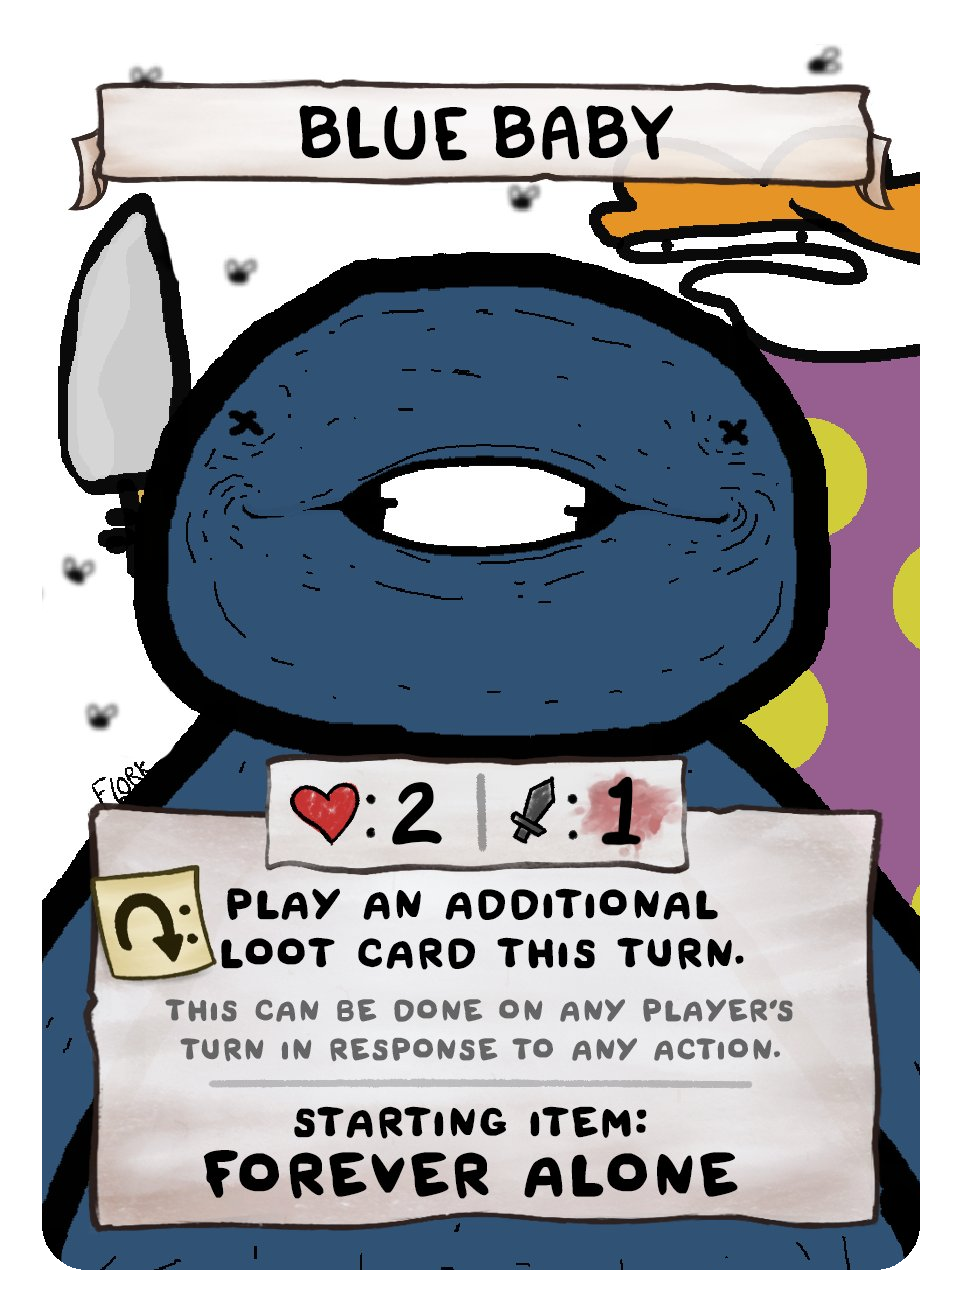 BLUE BABY
FLORK
:2 :1
: PLAY AN ADDITIONAL
LOOT CARD THIS TURN.
THIS CAN BE DONE ON ANY PLAYER'S
TURN IN RESPONSE TO ANY ACTION.
STARTING ITEM:
FOREVER ALONE